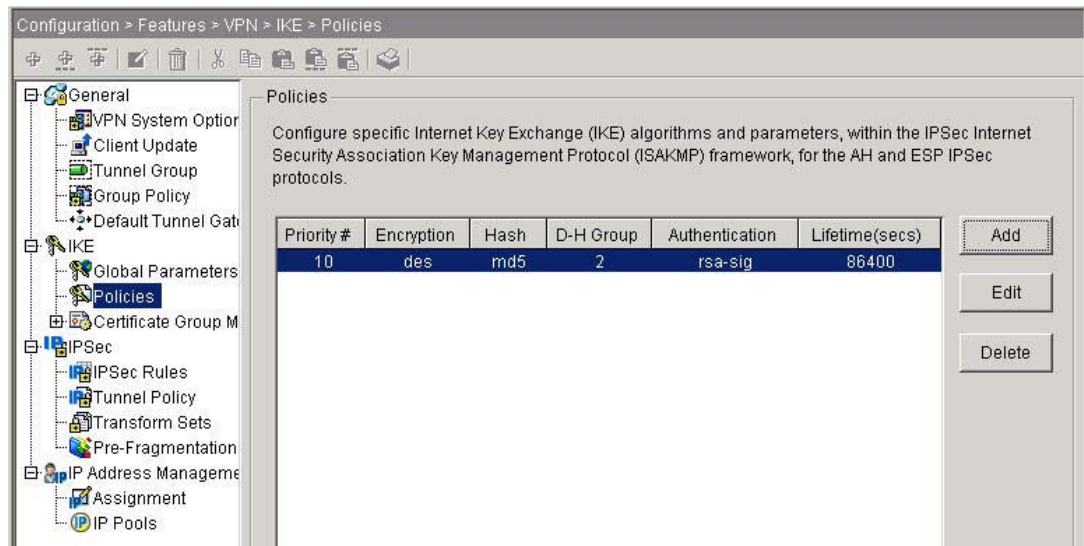 Configuration > Features > VPN > IKE > Policies
General
VPN System Option
Client Update
Tunnel Group
Group Policy
Default Tunnel Gate
IKE
Global Parameters
Policies
Certificate Group M
IPSec
IPSec Rules
Tunnel Policy
Transform Sets
Pre-Fragmentation
IP Address Manageme
Assignment
IP Pools
Policies
Configure specific Internet Key Exchange (IKE) algorithms and parameters, within the IPSec Internet
Security Association Key Management Protocol (ISAKMP) framework, for the AH and ESP IPSec
protocols.
Priority # Encryption Hash D-H Group Authentication Lifetime(secs)
10 des md5 2 rsa-sig 86400
Add
Edit
Delete